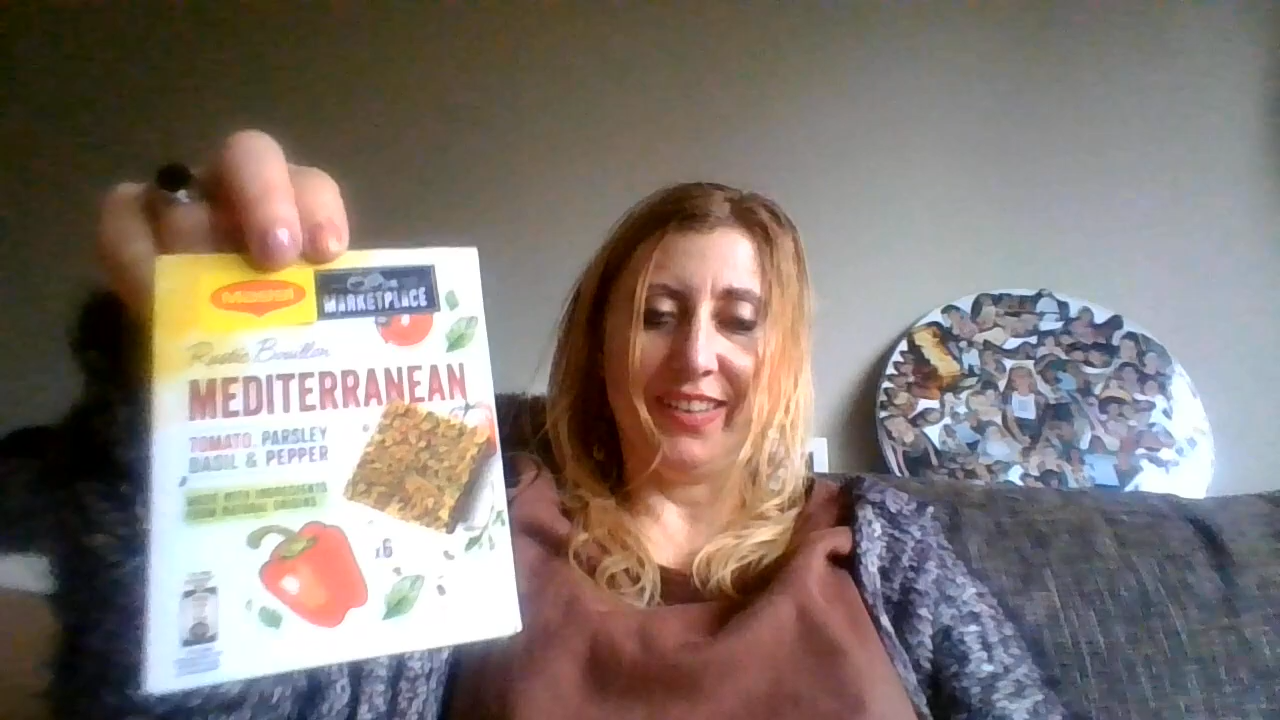 Maggi
MARKETPLACE
Rustic Bouillon
MEDITERRANEAN
TOMATO, PARSLEY
BASIL & PEPPER
x6